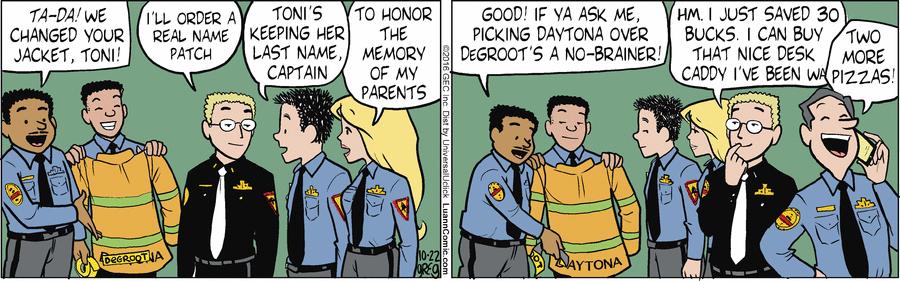 TA-DA! WE
CHANGED YOUR
JACKET, TONI!
I'LL ORDER A
REAL NAME
PATCH
TONI'S
KEEPING HER
LAST NAME,
CAPTAIN
TO HONOR
THE
MEMORY
OF MY
PARENTS
DEGROOT
A
©2016 GEC Inc. Dist by Universal Uclick LuannComic.com
10-22
GREG
GOOD! IF YA ASK ME,
PICKING DAYTONA OVER
DEGROOT'S A NO-BRAINER!
HM. I JUST SAVED 30
BUCKS. I CAN BUY
THAT NICE DESK
CADDY I'VE BEEN WA
TWO
MORE
PIZZAS!
DAYTONA